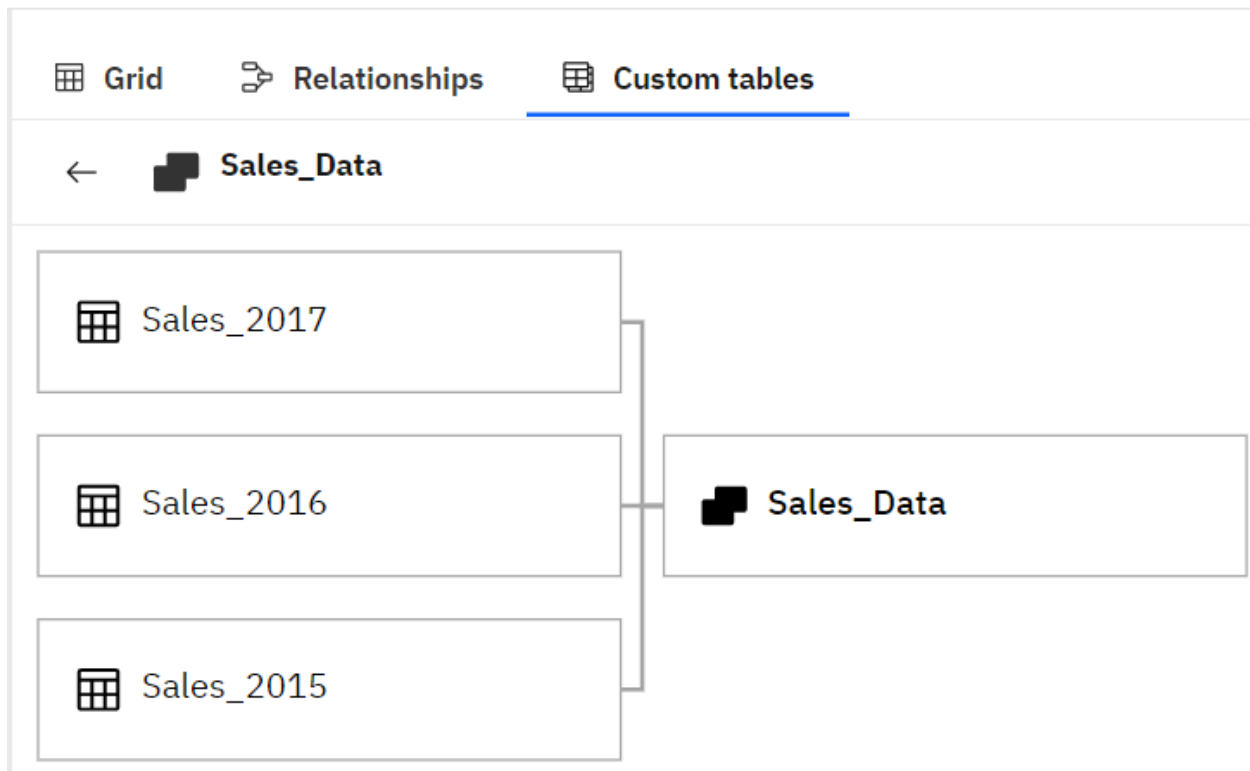 Grid Relationships Custom tables
Sales_Data
Sales_2017
Sales_2016
Sales_Data
Sales_2015